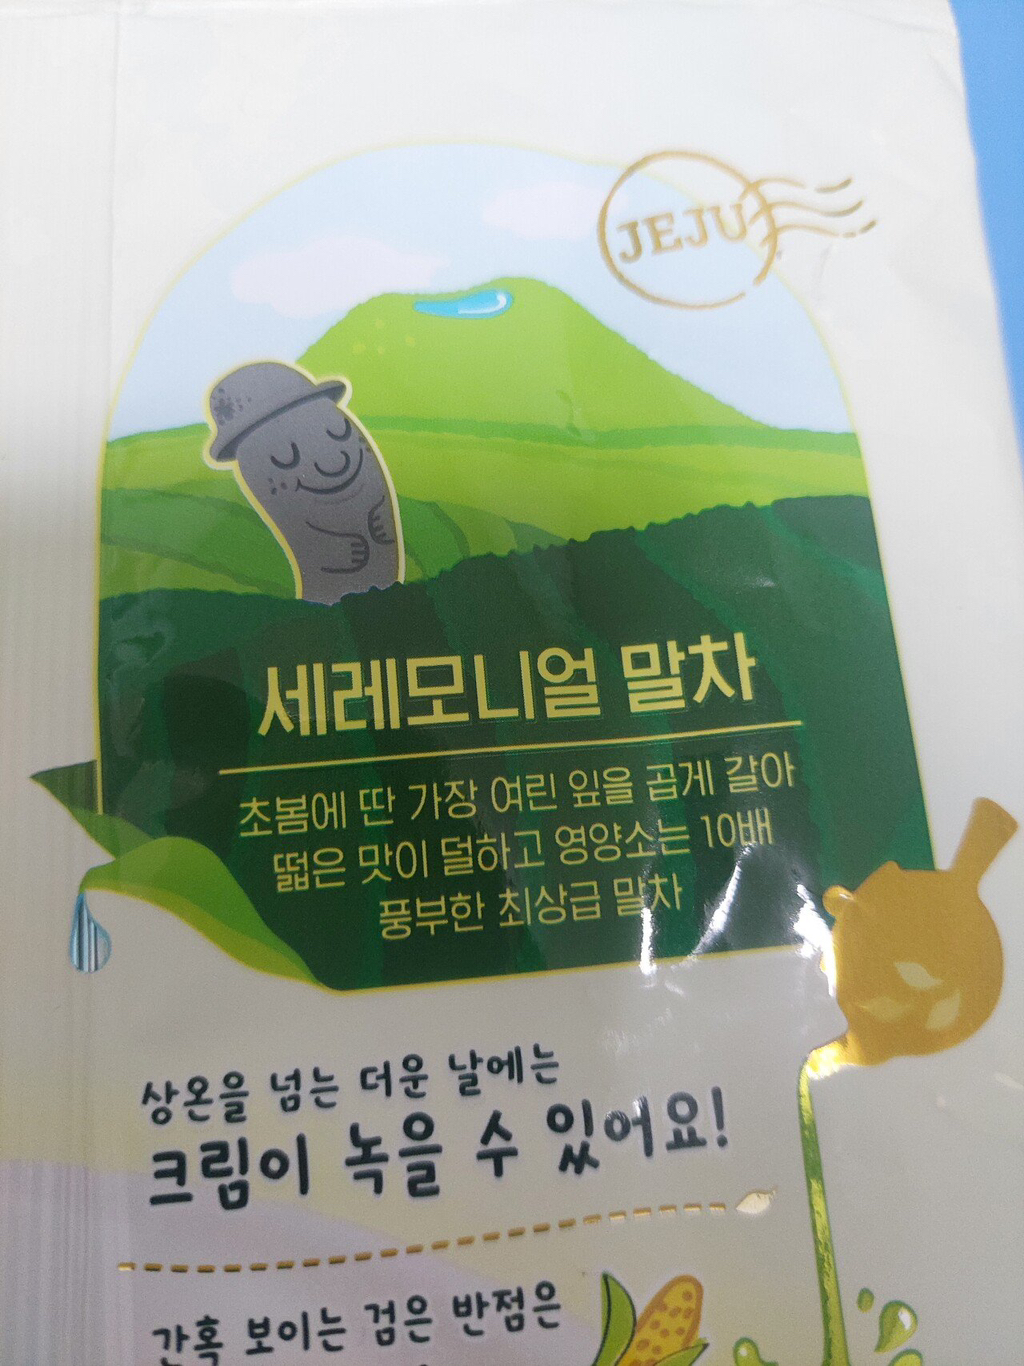 JEJU
세레모니얼 말차
초봄에 딴 가장 여린 잎을 곱게 갈아
떫은 맛이 덜하고 영양소는 10배
풍부한 최상급 말차
상온을 넘는 더운 날에는
크림이 녹을 수 있어요!
간혹 보이는 검은 반점은